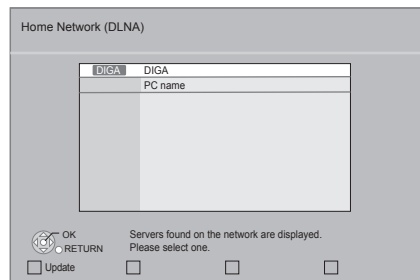 Home Network (DLNA)
DIGA DIGA
PC name
OK
RETURN
Servers found on the network are displayed.
Please select one.
Update